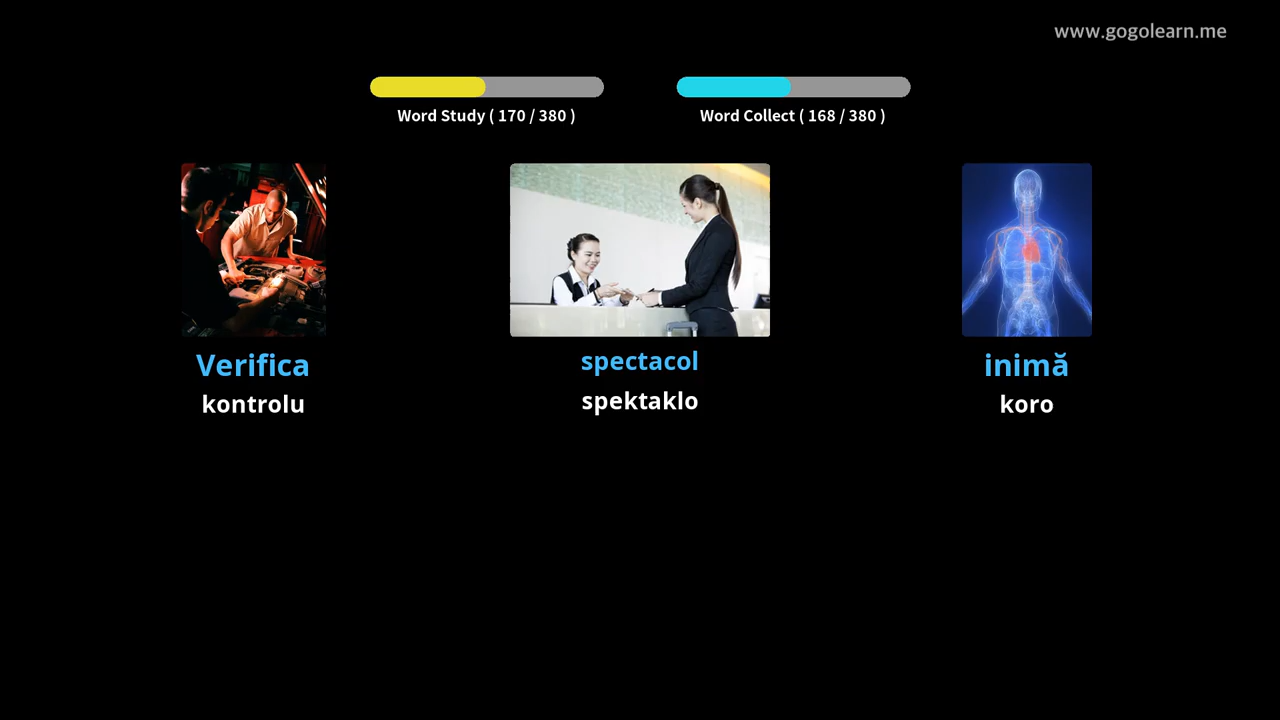 www.gogolearn.me
Word Study ( 170 / 380 )
Word Collect ( 168 / 380 )
Verifica
kontrolu
spectacol
spektaklo
inimă
koro